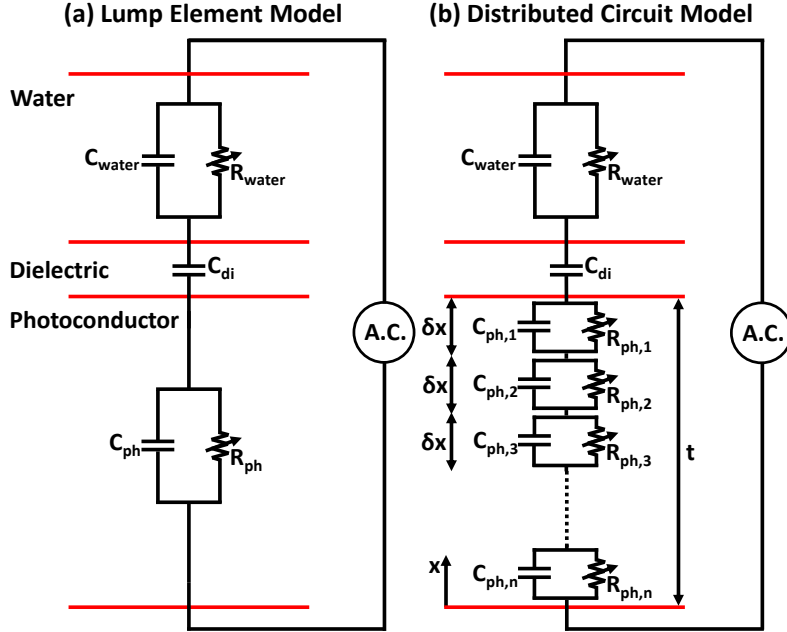 (a) Lump Element Model
(b) Distributed Circuit Model
Water
C_water
R_water
C_water
R_water
Dielectric
C_di
C_di
Photoconductor
A.C.
A.C.
δx
C_ph,1
R_ph,1
δx
C_ph,2
R_ph,2
δx
C_ph,3
R_ph,3
t
C_ph
R_ph
x
C_ph,n
R_ph,n